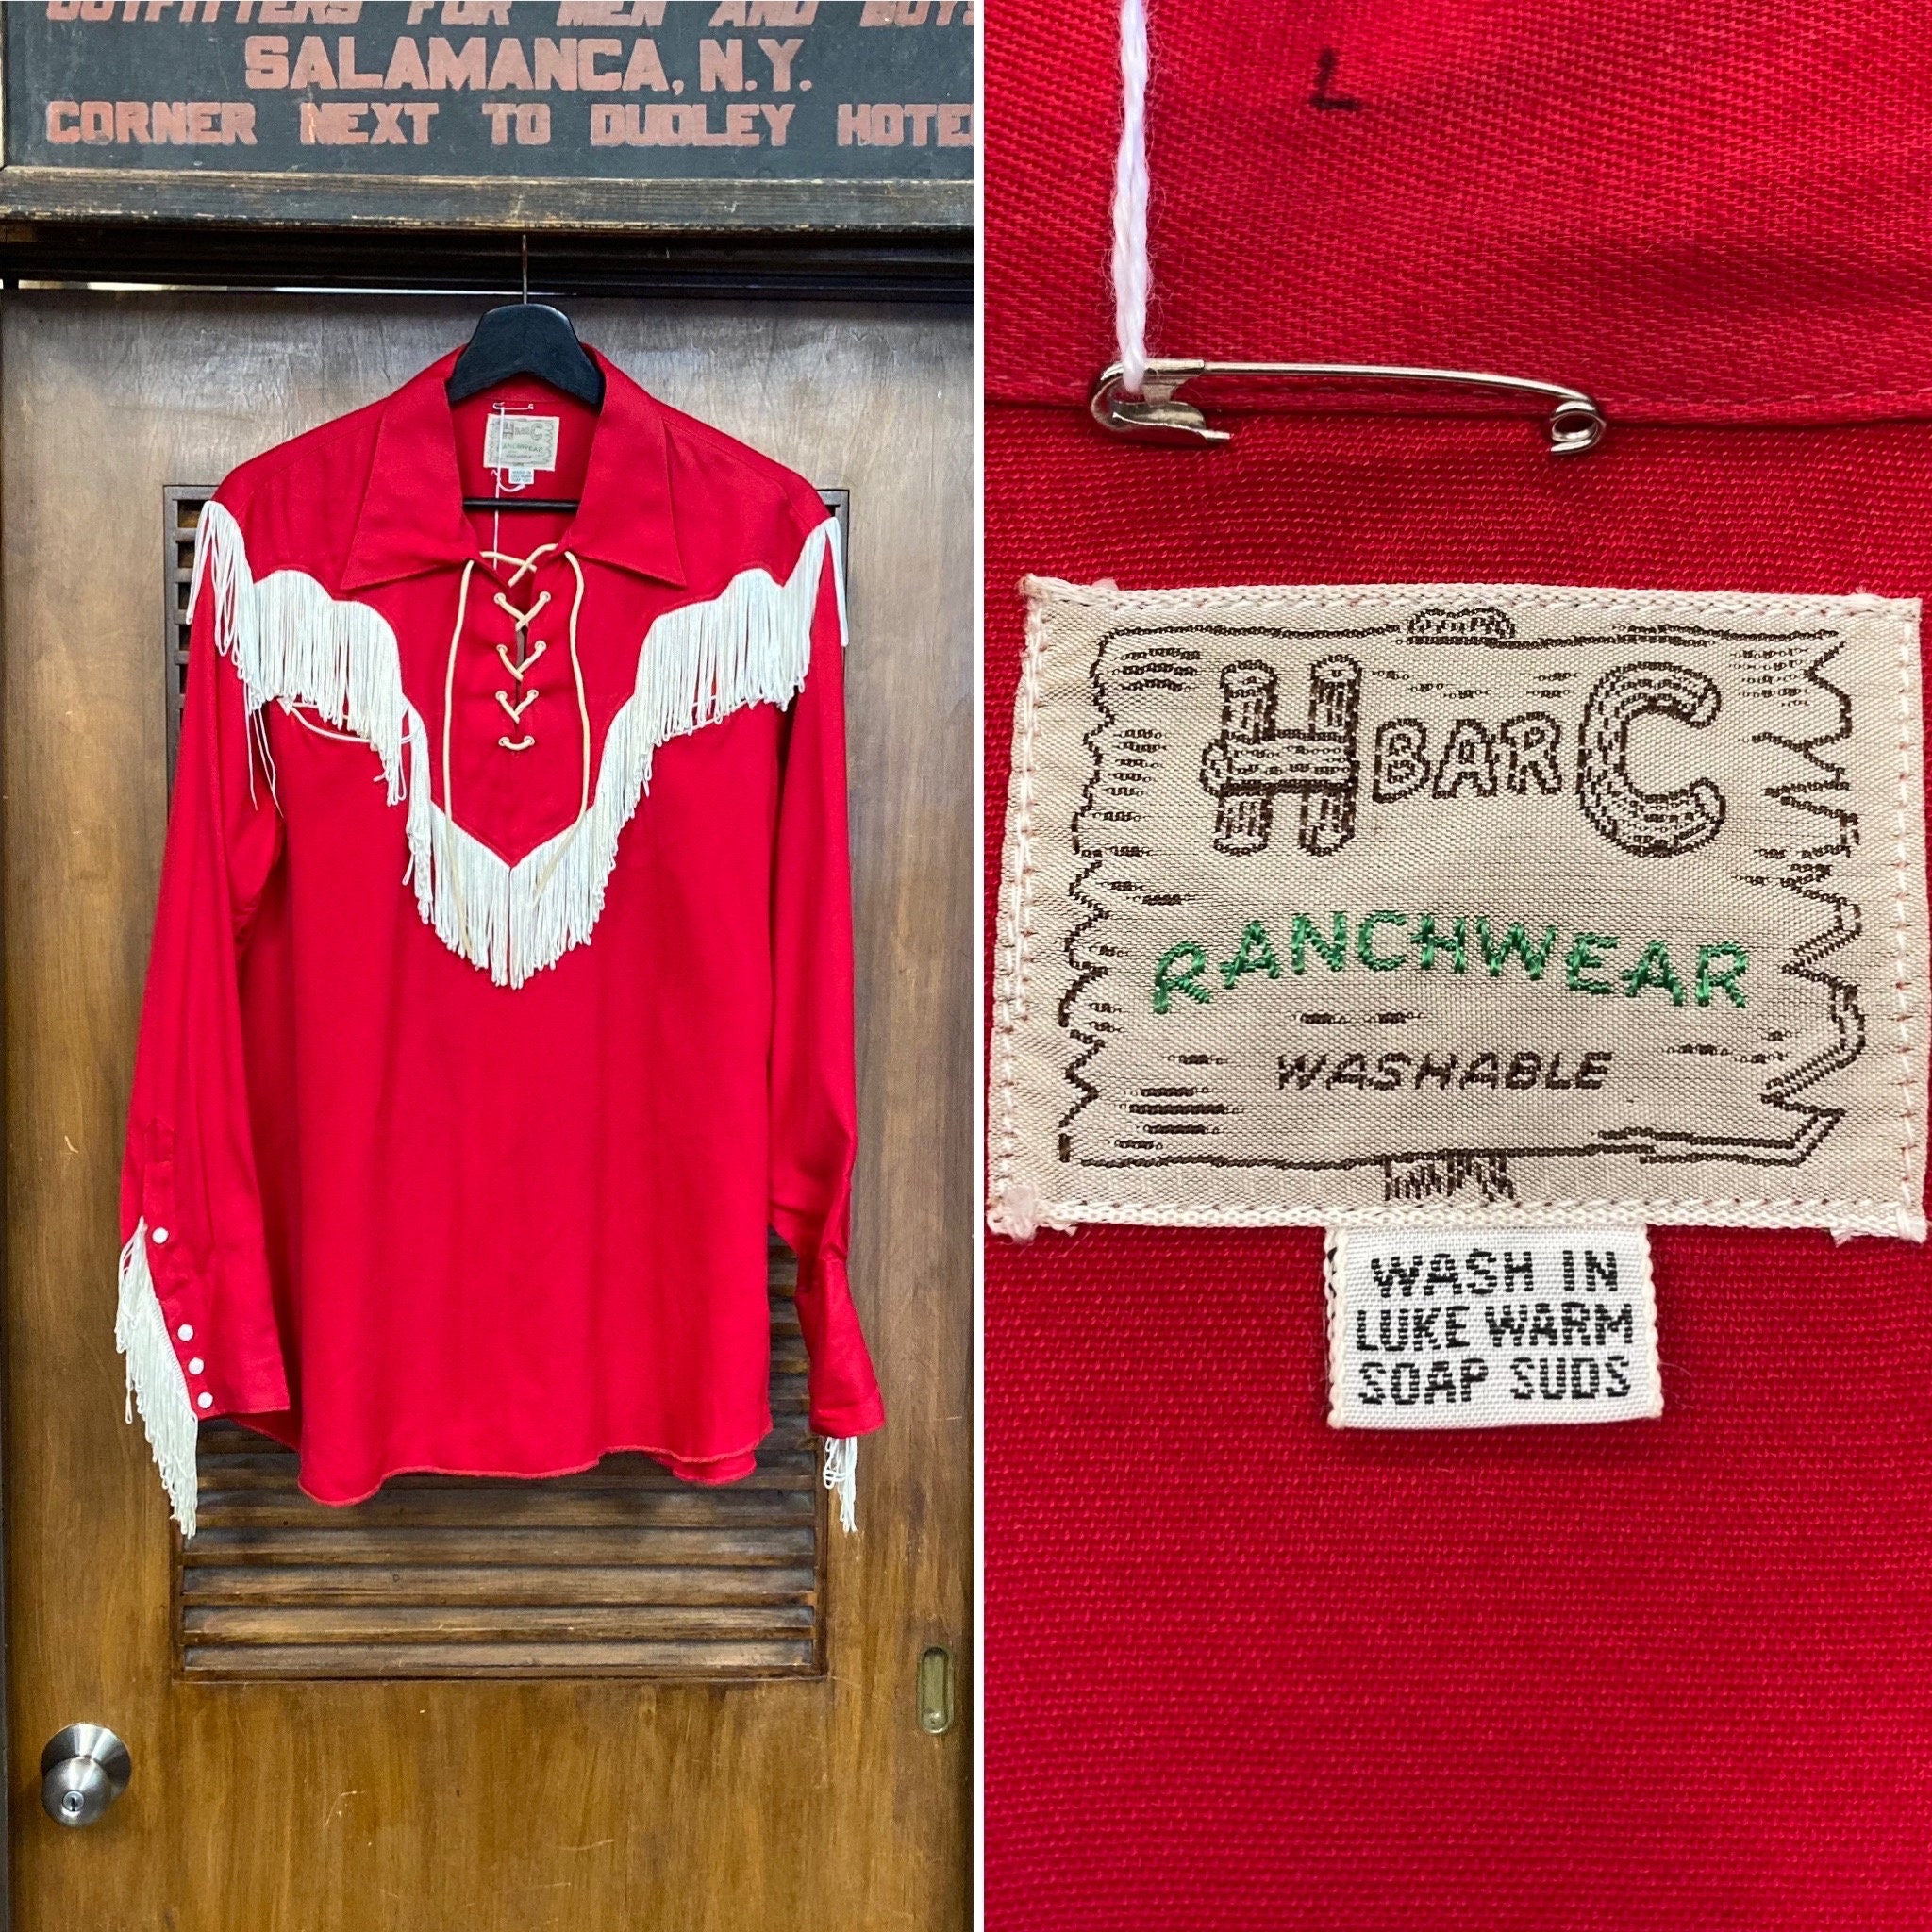 OUTFITTERS FOR MEN AND BOYS
SALAMANCA, N.Y.
CORNER NEXT TO DUDLEY HOTEL
L
H BAR C
RANCHWEAR
WASHABLE
WASH IN
LUKE WARM
SOAP SUDS